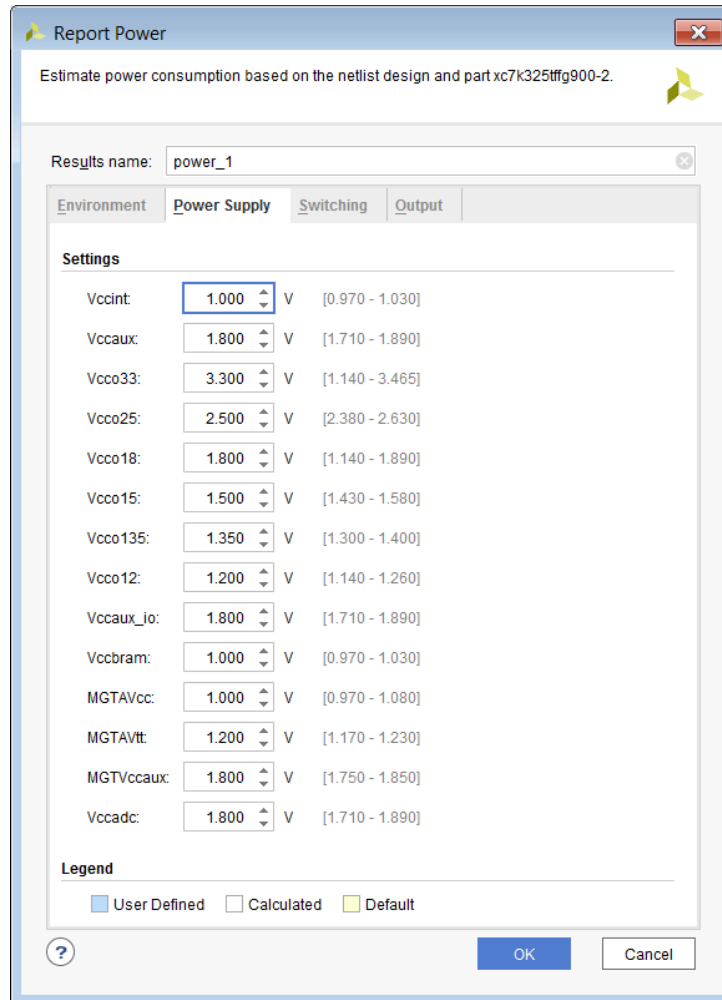 Report Power
Estimate power consumption based on the netlist design and part xc7k325tffg900-2.
Results name: power_1
Environment Power Supply Switching Output
Settings
Vccint: 1.000 V [0.970 - 1.030]
Vccaux: 1.800 V [1.710 - 1.890]
Vcco33: 3.300 V [1.140 - 3.465]
Vcco25: 2.500 V [2.380 - 2.630]
Vcco18: 1.800 V [1.140 - 1.890]
Vcco15: 1.500 V [1.430 - 1.580]
Vcco135: 1.350 V [1.300 - 1.400]
Vcco12: 1.200 V [1.140 - 1.260]
Vccaux_io: 1.800 V [1.710 - 1.890]
Vccbram: 1.000 V [0.970 - 1.030]
MGTAVcc: 1.000 V [0.970 - 1.080]
MGTAVtt: 1.200 V [1.170 - 1.230]
MGTVccaux: 1.800 V [1.750 - 1.850]
Vccadc: 1.800 V [1.710 - 1.890]
Legend
User Defined Calculated Default
? OK Cancel